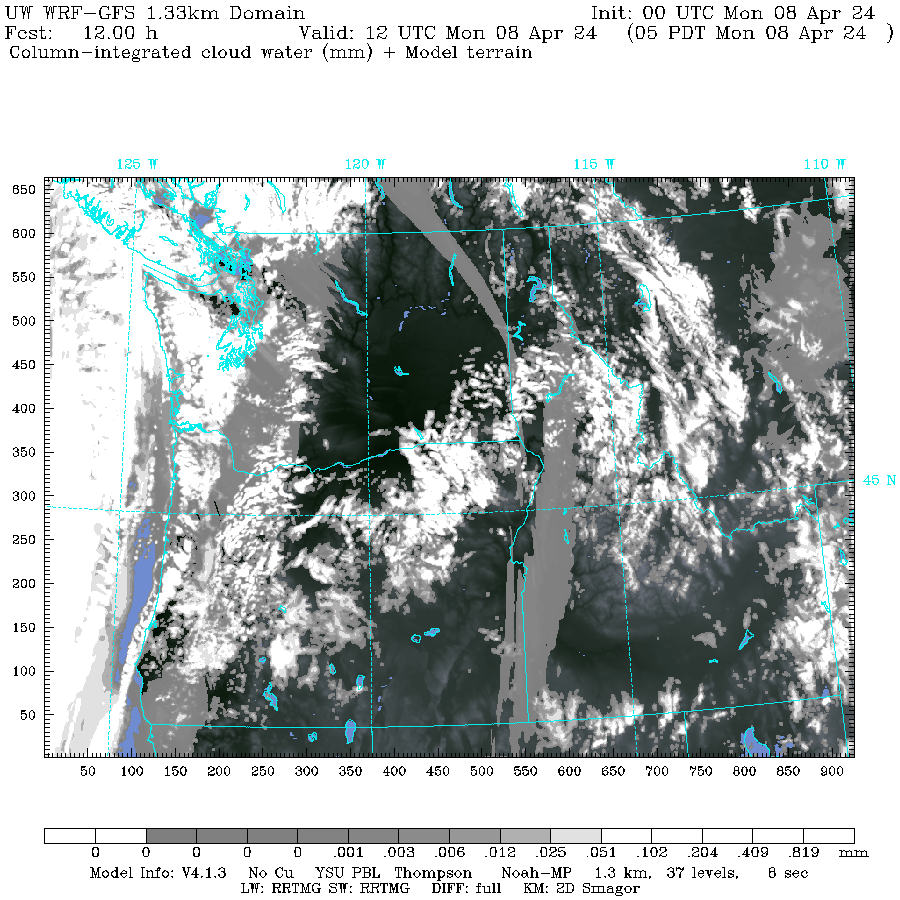 UW WRF-GFS 1.33km Domain Init: 00 UTC Mon 08 Apr 24
Fcst: 12.00 h Valid: 12 UTC Mon 08 Apr 24 (05 PDT Mon 08 Apr 24 )
Column-integrated cloud water (mm) + Model terrain
125 W 120 W 115 W 110 W
650
600
550
500
450
400
350
45 N
300
250
200
150
100
50
50 100 150 200 250 300 350 400 450 500 550 600 650 700 750 800 850 900
0 0 0 0 0 .001 .003 .006 .012 .025 .051 .102 .204 .409 .819 mm
Model Info: V4.1.3 No Cu YSU PBL Thompson Noah-MP 1.3 km, 37 levels, 8 sec
LW: RRTMG SW: RRTMG DIFF: full KM: 2D Smagor